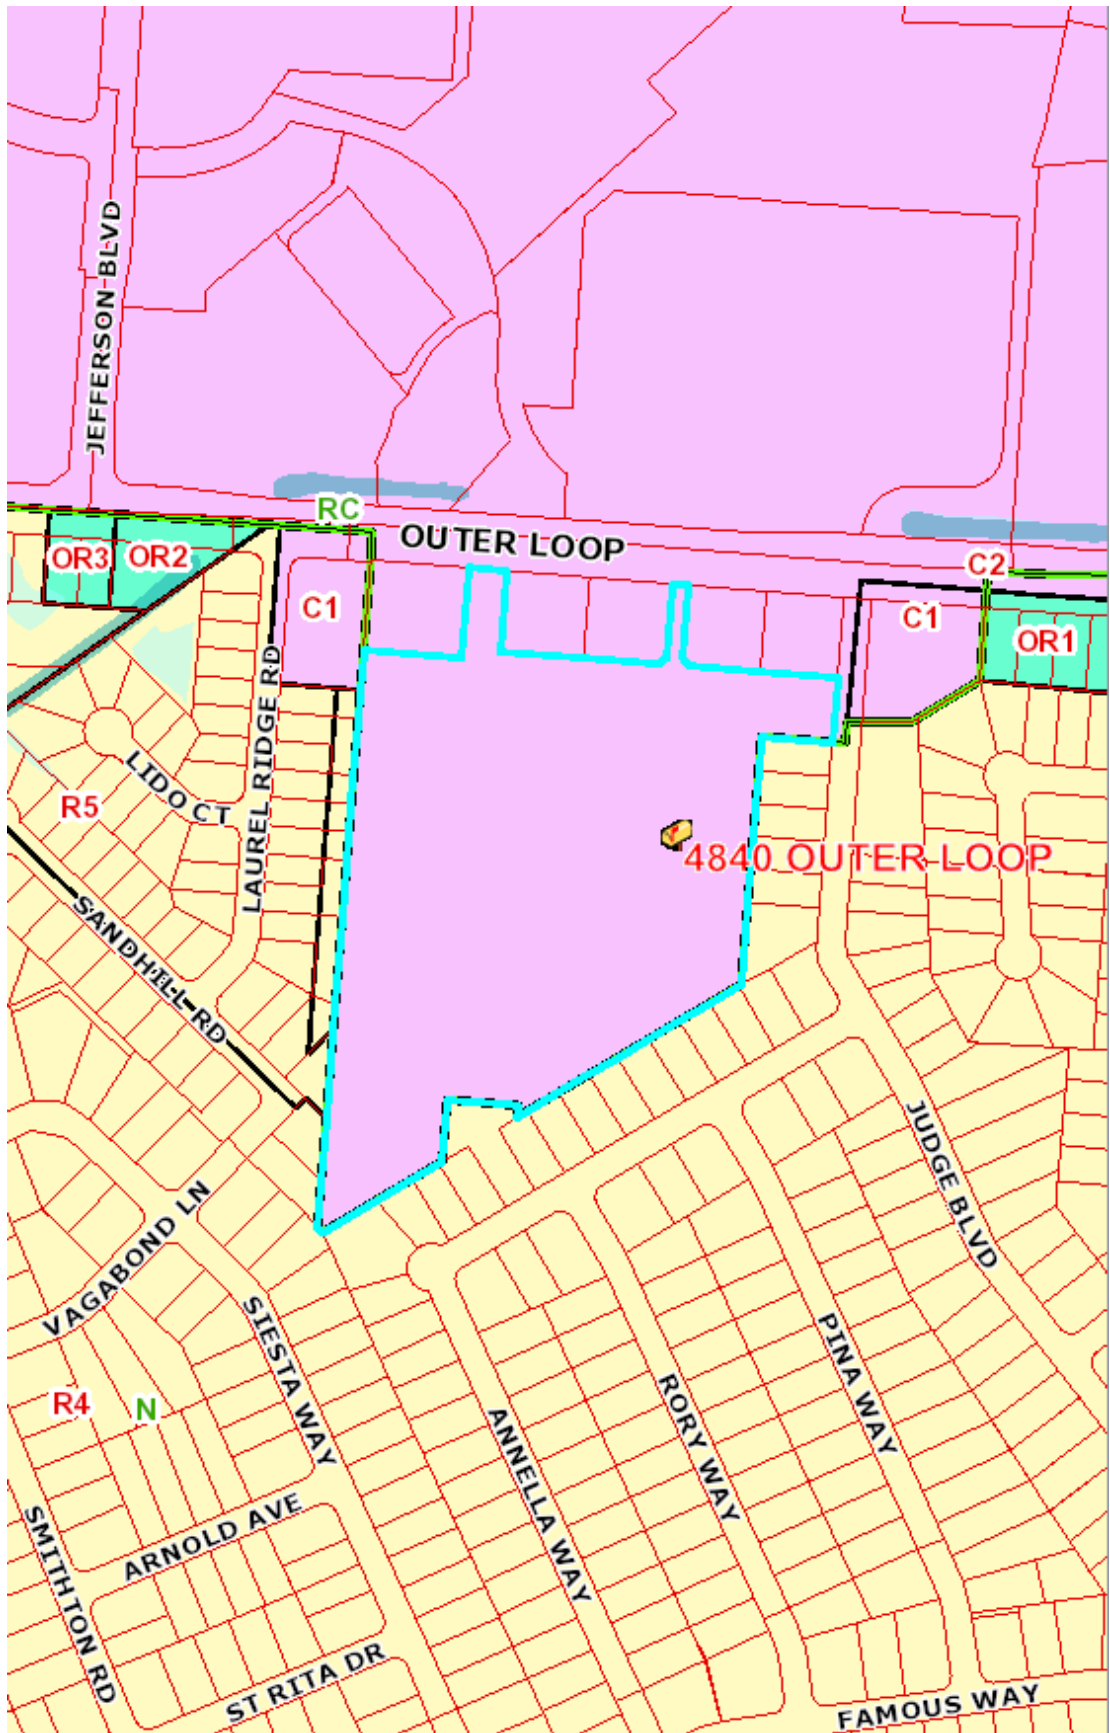 JEFFERSON BLVD
RC
OUTER LOOP
OR3
OR2
C2
C1
C1
OR1
LAUREL RIDGE RD
LIDO CT
R5
4840 OUTER LOOP
SANDHILL RD
JUDGE BLVD
VAGABOND LN
SIESTA WAY
PINA WAY
RORY WAY
R4
N
ANNELLA WAY
ARNOLD AVE
SMITHTON RD
ST RITA DR
FAMOUS WAY